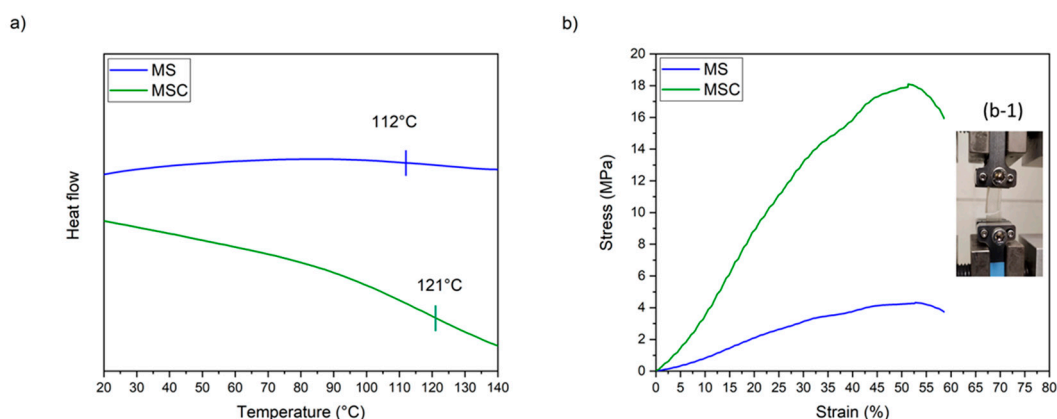 a)
MS
MSC
112°C
121°C
Heat flow
20 30 40 50 60 70 80 90 100 110 120 130 140
Temperature (°C)
b)
MS
MSC
(b-1)
20
18
16
14
12
10
8
6
4
2
0
Stress (MPa)
0 5 10 15 20 25 30 35 40 45 50 55 60 65 70 75 80
Strain (%)